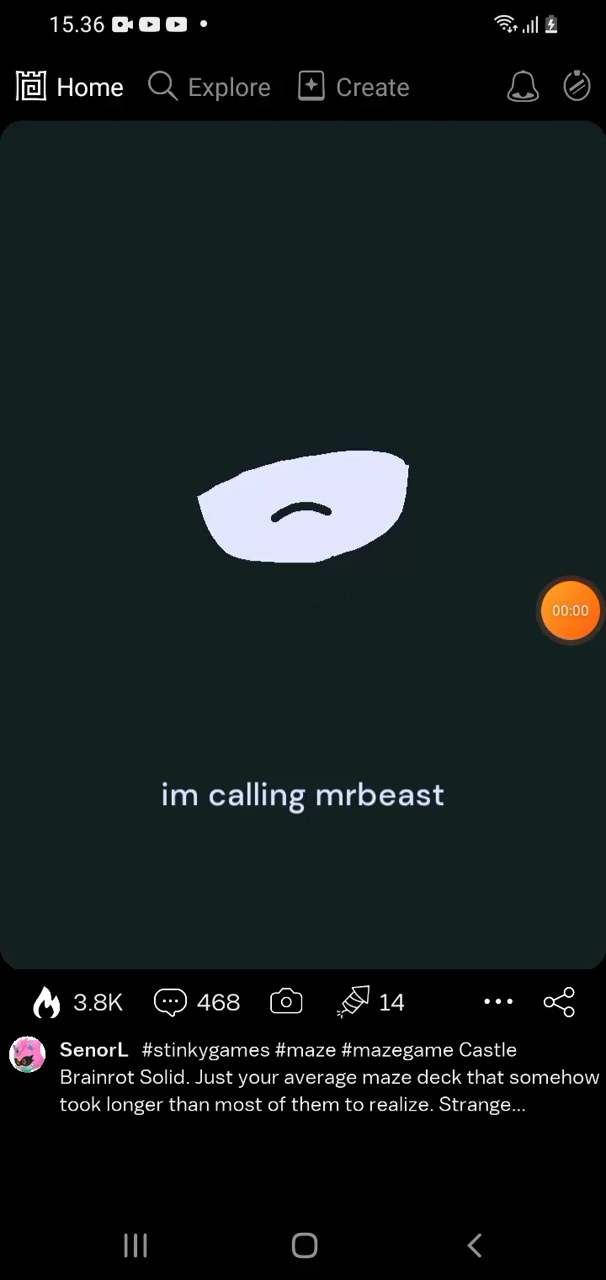 15.36
Home Explore Create
00:00
im calling mrbeast
3.8K 468 14
SenorL #stinkygames #maze #mazegame Castle
Brainrot Solid. Just your average maze deck that somehow
took longer than most of them to realize. Strange...